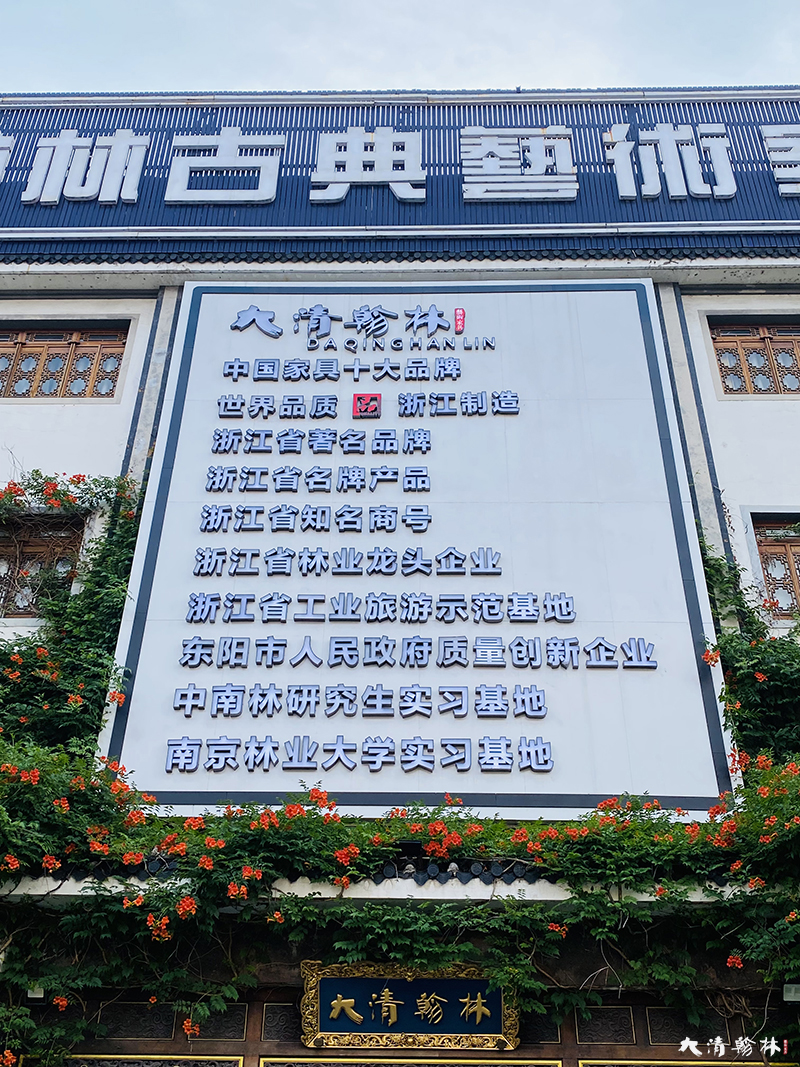 林古典藝術
大清翰林
DAQINGHANLIN
中国家具十大品牌
世界品质 品 浙江制造
浙江省著名品牌
浙江省名牌产品
浙江省知名商号
浙江省林业龙头企业
浙江省工业旅游示范基地
东阳市人民政府质量创新企业
中南林研究生实习基地
南京林业大学实习基地
大清翰林
大清翰林